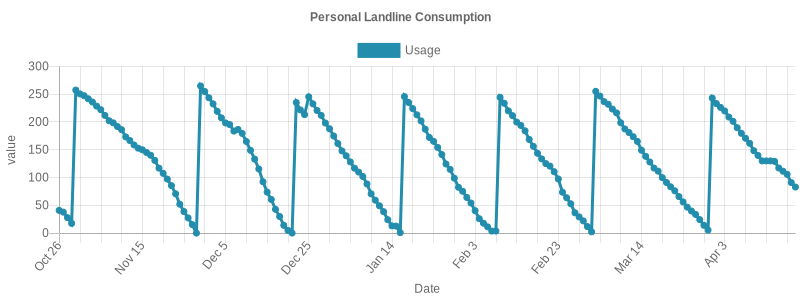 Personal Landline Consumption
Usage
300
250
200
150
100
50
0
value
Oct 26
Nov 15
Dec 5
Dec 25
Jan 14
Feb 3
Feb 23
Mar 14
Apr 3
Date